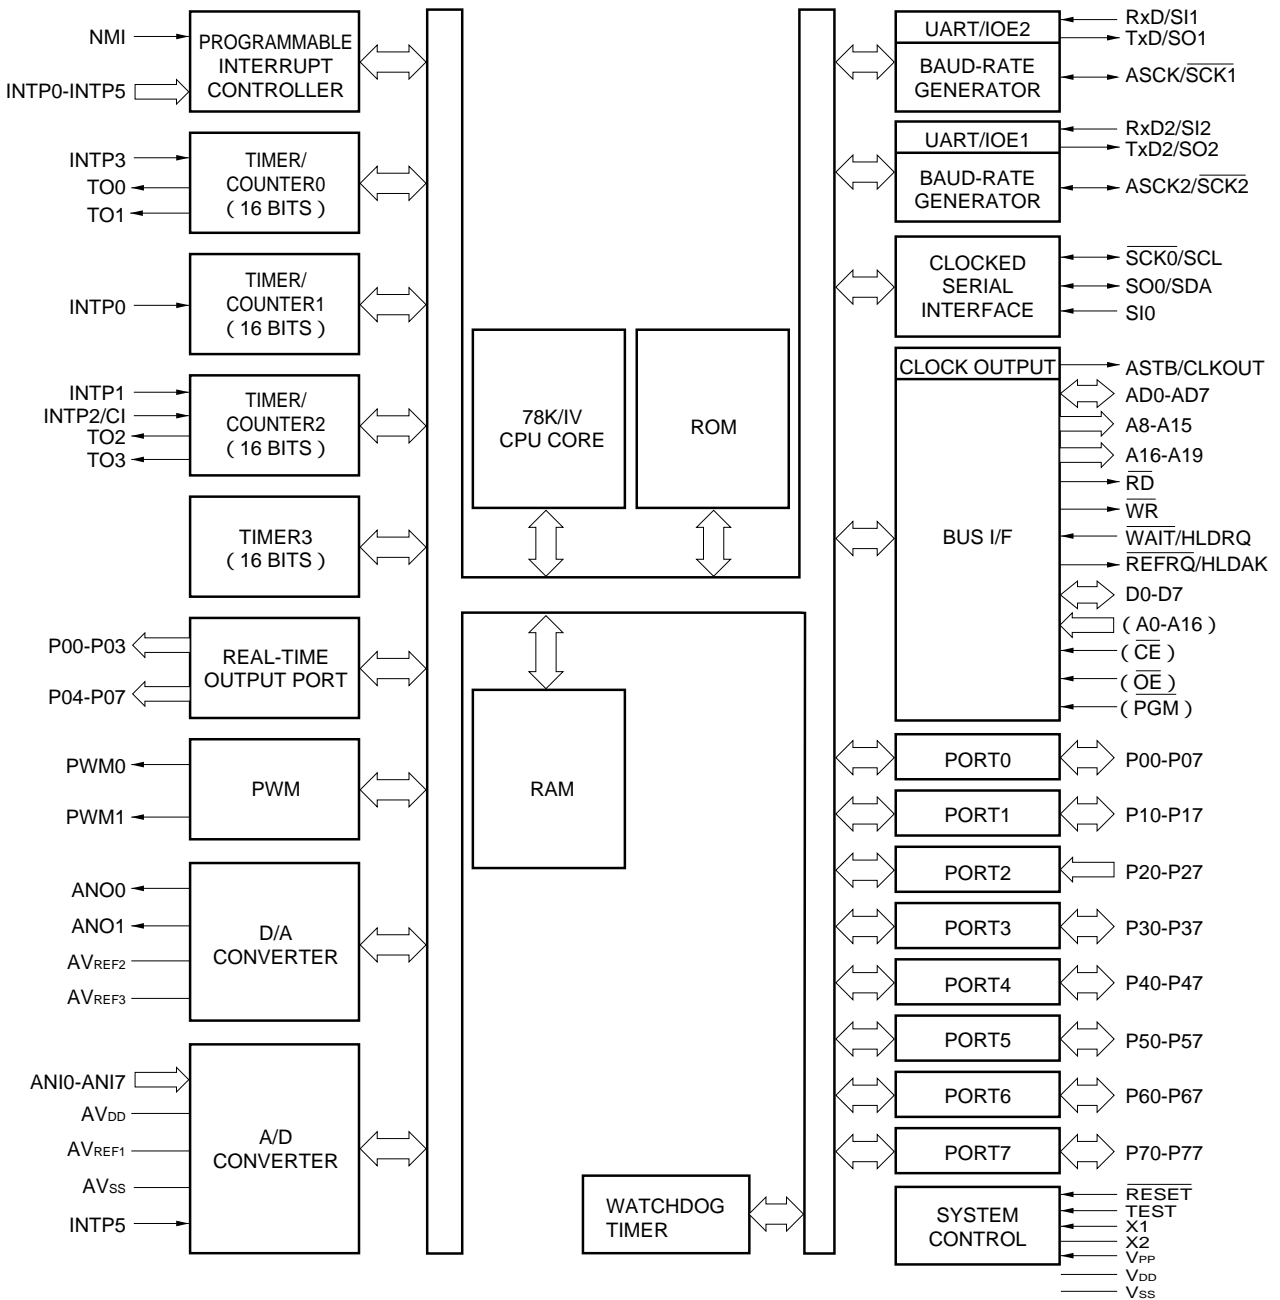 NMI
INTP0-INTP5
PROGRAMMABLE
INTERRUPT
CONTROLLER
INTP3
TO0
TO1
TIMER/
COUNTER0
( 16 BITS )
INTP0
TIMER/
COUNTER1
( 16 BITS )
INTP1
INTP2/CI
TO2
TO3
TIMER/
COUNTER2
( 16 BITS )
TIMER3
( 16 BITS )
P00-P03
P04-P07
REAL-TIME
OUTPUT PORT
PWM0
PWM1
PWM
ANO0
ANO1
AVREF2
AVREF3
D/A
CONVERTER
ANI0-ANI7
AVDD
AVREF1
AVSS
INTP5
A/D
CONVERTER
78K/IV
CPU CORE
ROM
RAM
WATCHDOG
TIMER
UART/IOE2
BAUD-RATE
GENERATOR
RxD/SI1
TxD/SO1
ASCK/SCK1
UART/IOE1
BAUD-RATE
GENERATOR
RxD2/SI2
TxD2/SO2
ASCK2/SCK2
CLOCKED
SERIAL
INTERFACE
SCK0/SCL
SO0/SDA
SI0
CLOCK OUTPUT
BUS I/F
ASTB/CLKOUT
AD0-AD7
A8-A15
A16-A19
RD
WR
WAIT/HLDRQ
REFRQ/HLDAK
D0-D7
( A0-A16 )
( CE )
( OE )
( PGM )
PORT0
P00-P07
PORT1
P10-P17
PORT2
P20-P27
PORT3
P30-P37
PORT4
P40-P47
PORT5
P50-P57
PORT6
P60-P67
PORT7
P70-P77
SYSTEM
CONTROL
RESET
TEST
X1
X2
VPP
VDD
VSS